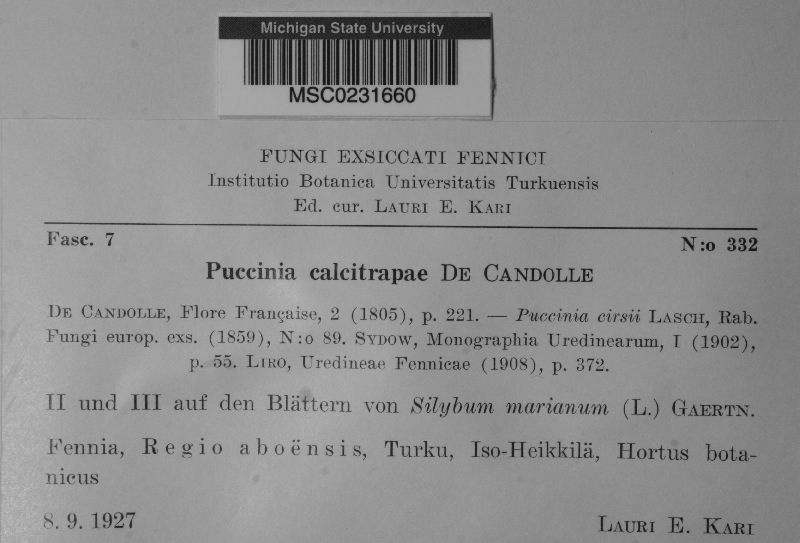 Michigan State University
MSC0231660
FUNGI EXSICCATI FENNICI
Institutio Botanica Universitatis Turkuensis
Ed. cur. LAURI E. KARI
Fasc. 7 N:o 332
Puccinia calcitrapae DE CANDOLLE
DE CANDOLLE, Flore Française, 2 (1805), p. 221. — Puccinia cirsii LASCH, Rab.
Fungi europ. exs. (1859), N:o 89. SYDOW, Monographia Uredinearum, I (1902),
p. 55. LIRO, Uredineae Fennicae (1908), p. 372.
II und III auf den Blättern von Silybum marianum (L.) GAERTN.
Fennia, Regio aboënsis, Turku, Iso-Heikkilä, Hortus bota-
nicus
8. 9. 1927 LAURI E. KARI